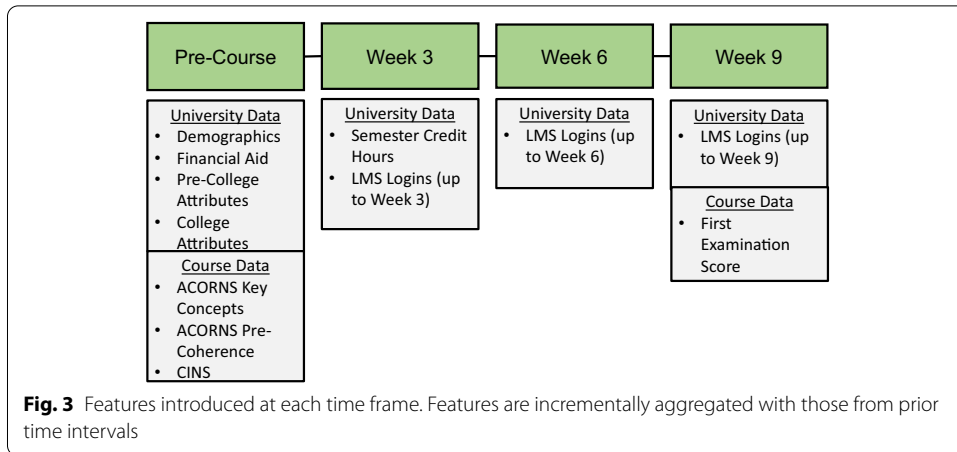 Pre-Course
Week 3
Week 6
Week 9
University Data
• Demographics
• Financial Aid
• Pre-College
Attributes
• College
Attributes
Course Data
• ACORNS Key
Concepts
• ACORNS Pre-
Coherence
• CINS
University Data
• Semester Credit
Hours
• LMS Logins (up
to Week 3)
University Data
• LMS Logins (up
to Week 6)
University Data
• LMS Logins (up
to Week 9)
Course Data
• First
Examination
Score
Fig. 3 Features introduced at each time frame. Features are incrementally aggregated with those from prior
time intervals